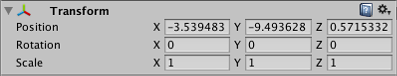 Transform
Position X -3.539483 Y -9.493628 Z 0.5715332
Rotation X 0 Y 0 Z 0
Scale X 1 Y 1 Z 1